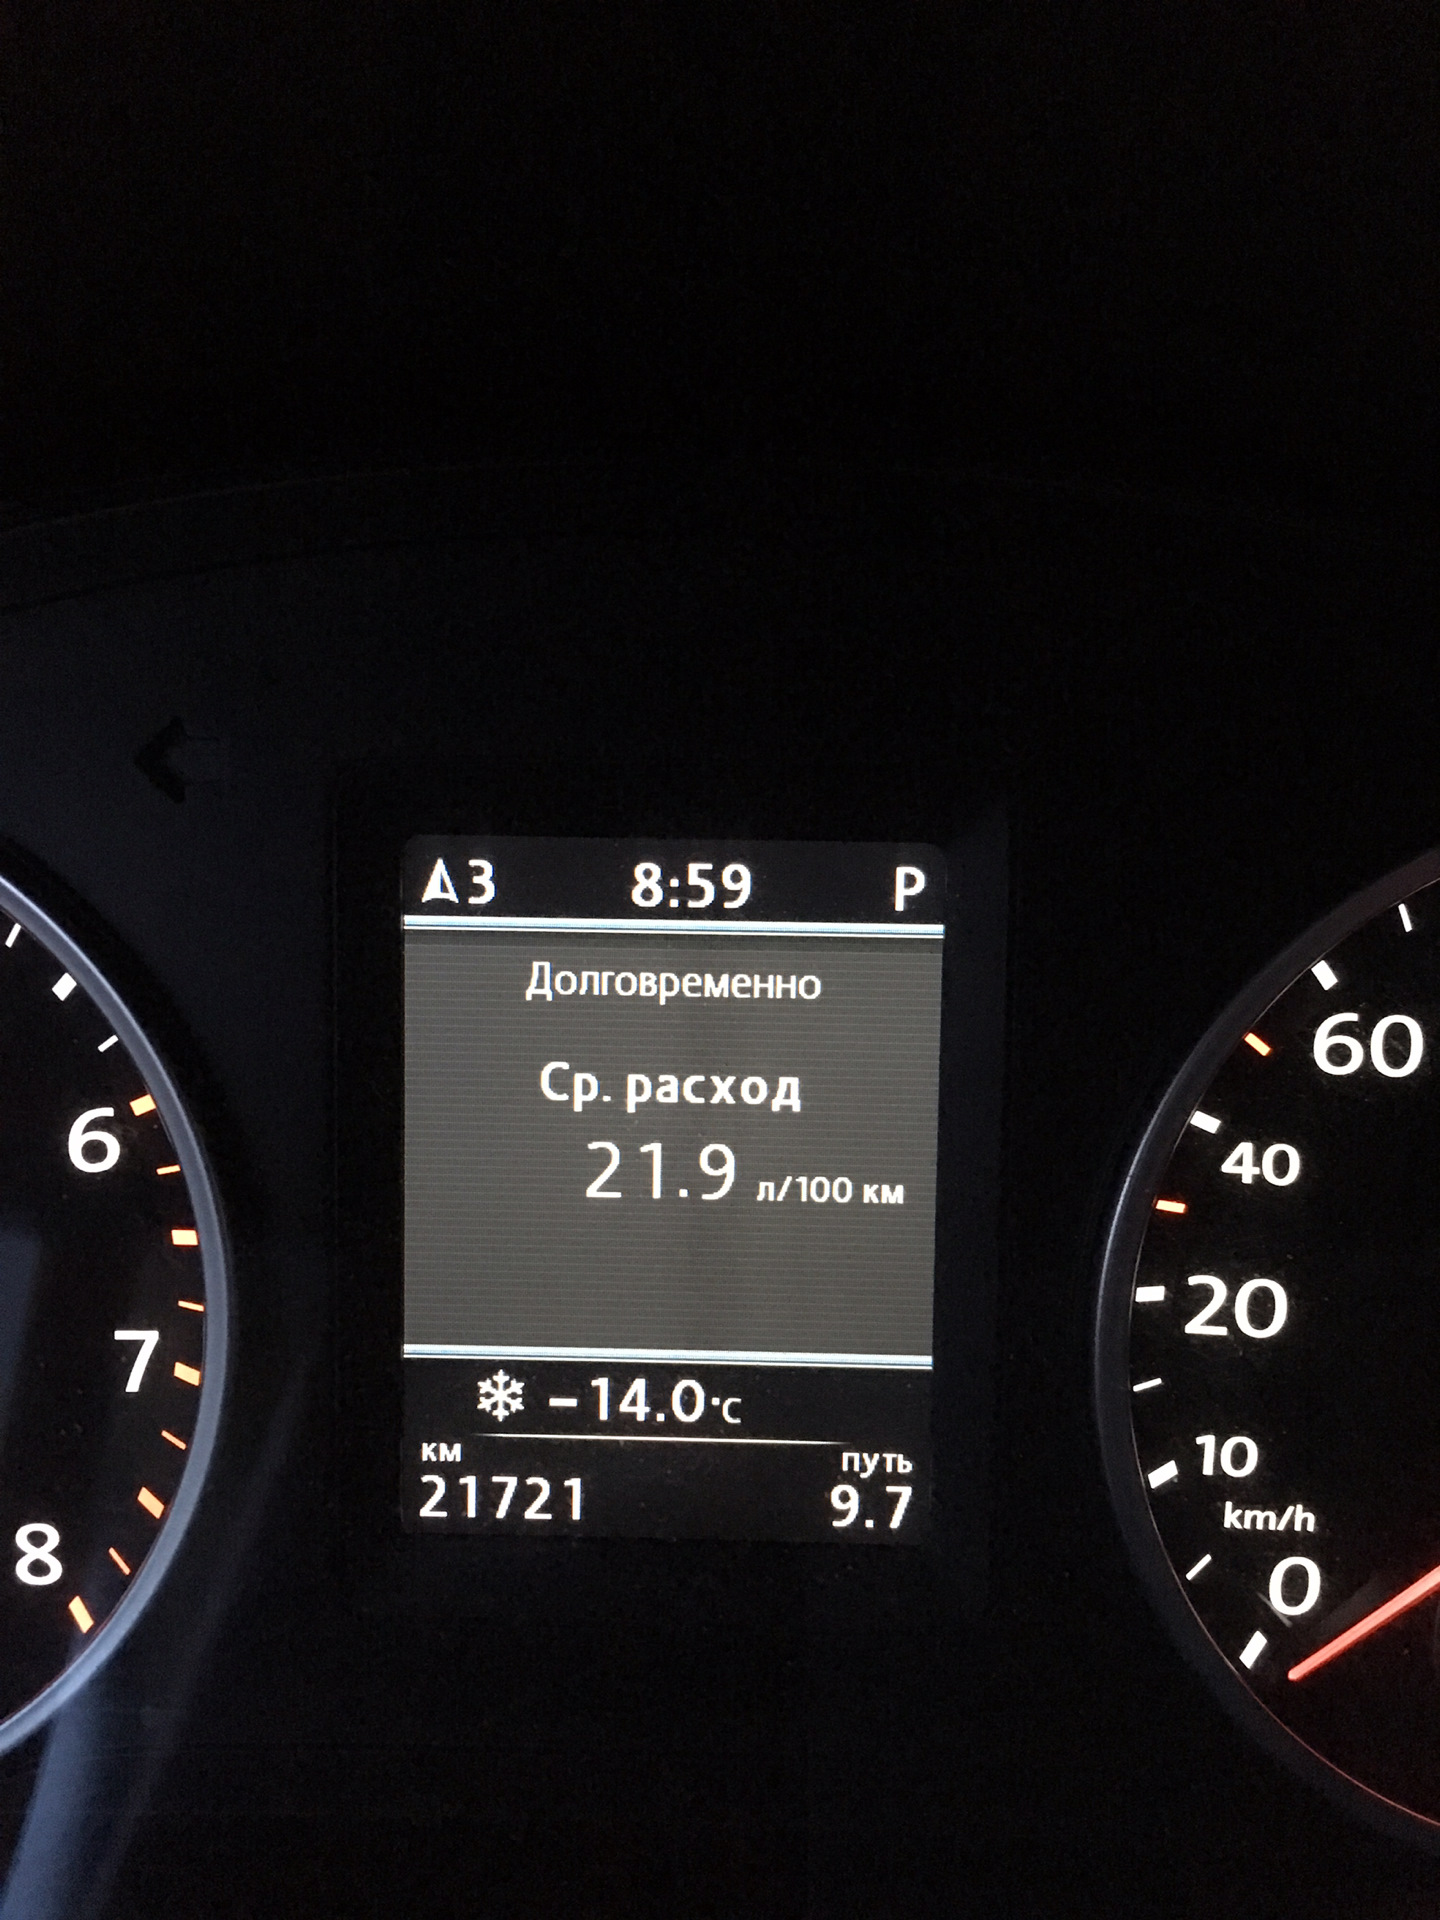 З 8:59 P
Долговременно
Ср. расход
21.9 л/100 км
-14.0°C
км путь
21721 9.7
6
7
8
60
40
20
10
km/h
0